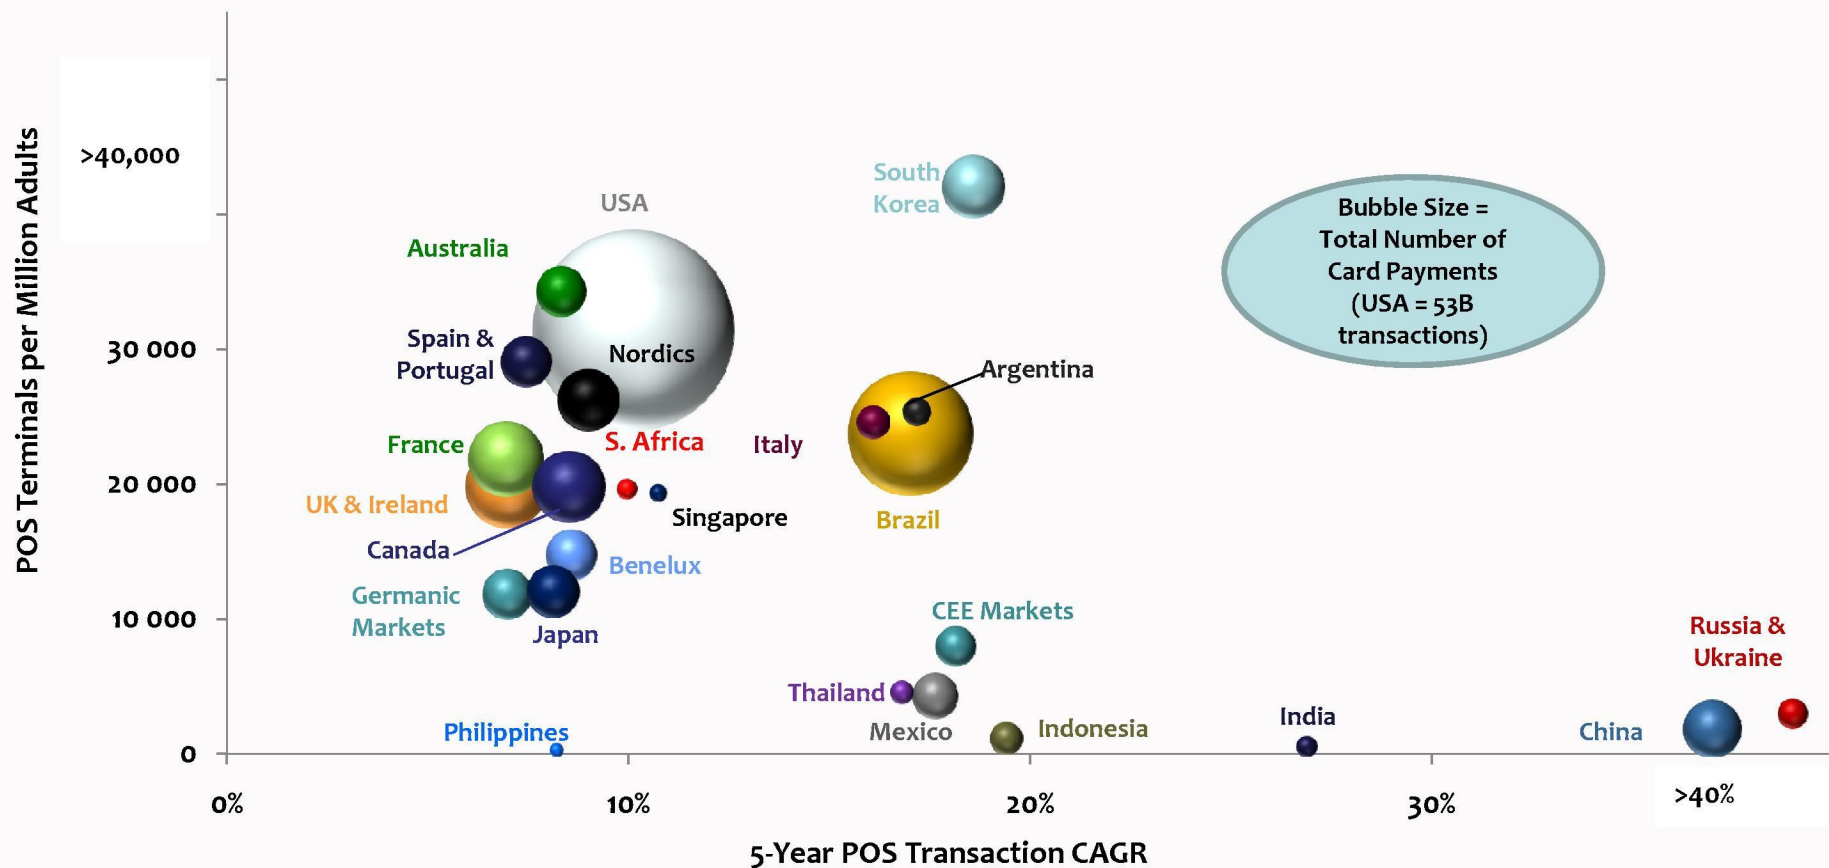 POS Terminals per Million Adults
>40,000
30 000
20 000
10 000
0
USA
Australia
Spain &
Portugal
Nordics
France
S. Africa
UK & Ireland
Singapore
Canada
Benelux
Germanic
Markets
Japan
Philippines
South
Korea
Argentina
Italy
Brazil
CEE Markets
Thailand
Mexico
Indonesia
India
China
Russia &
Ukraine
Bubble Size =
Total Number of
Card Payments
(USA = 53B
transactions)
0%
10%
20%
30%
>40%
5-Year POS Transaction CAGR